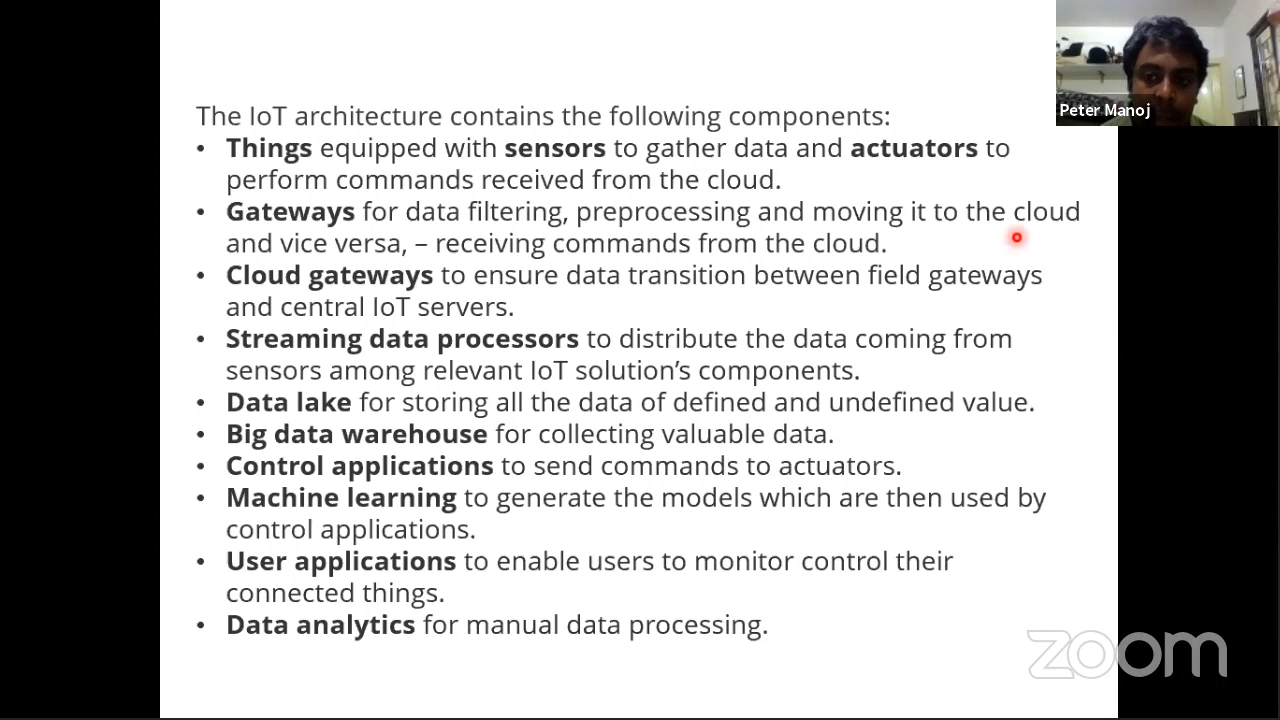 The IoT architecture contains the following components:
• Things equipped with sensors to gather data and actuators to
perform commands received from the cloud.
• Gateways for data filtering, preprocessing and moving it to the cloud
and vice versa, – receiving commands from the cloud.
• Cloud gateways to ensure data transition between field gateways
and central IoT servers.
• Streaming data processors to distribute the data coming from
sensors among relevant IoT solution’s components.
• Data lake for storing all the data of defined and undefined value.
• Big data warehouse for collecting valuable data.
• Control applications to send commands to actuators.
• Machine learning to generate the models which are then used by
control applications.
• User applications to enable users to monitor control their
connected things.
• Data analytics for manual data processing.
Peter Manoj
zoom